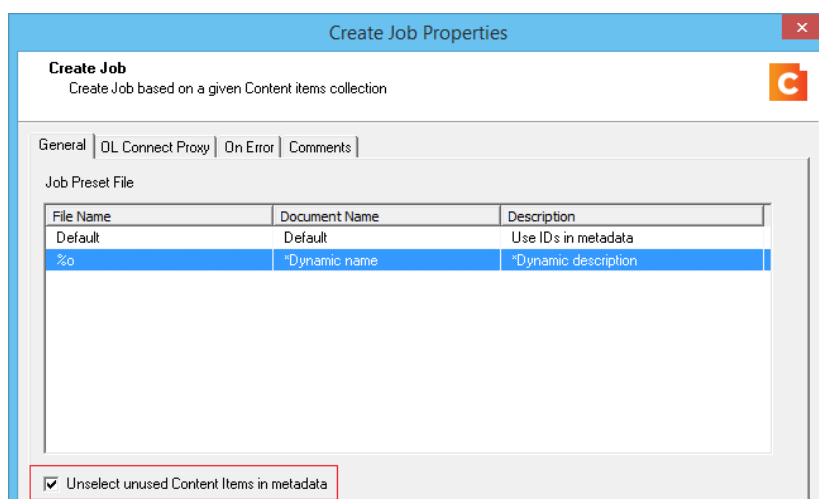 Create Job Properties
Create Job
Create Job based on a given Content items collection
C
General OL Connect Proxy On Error Comments
Job Preset File
File Name Document Name Description
Default Default Use IDs in metadata
%o *Dynamic name *Dynamic description
Unselect unused Content Items in metadata